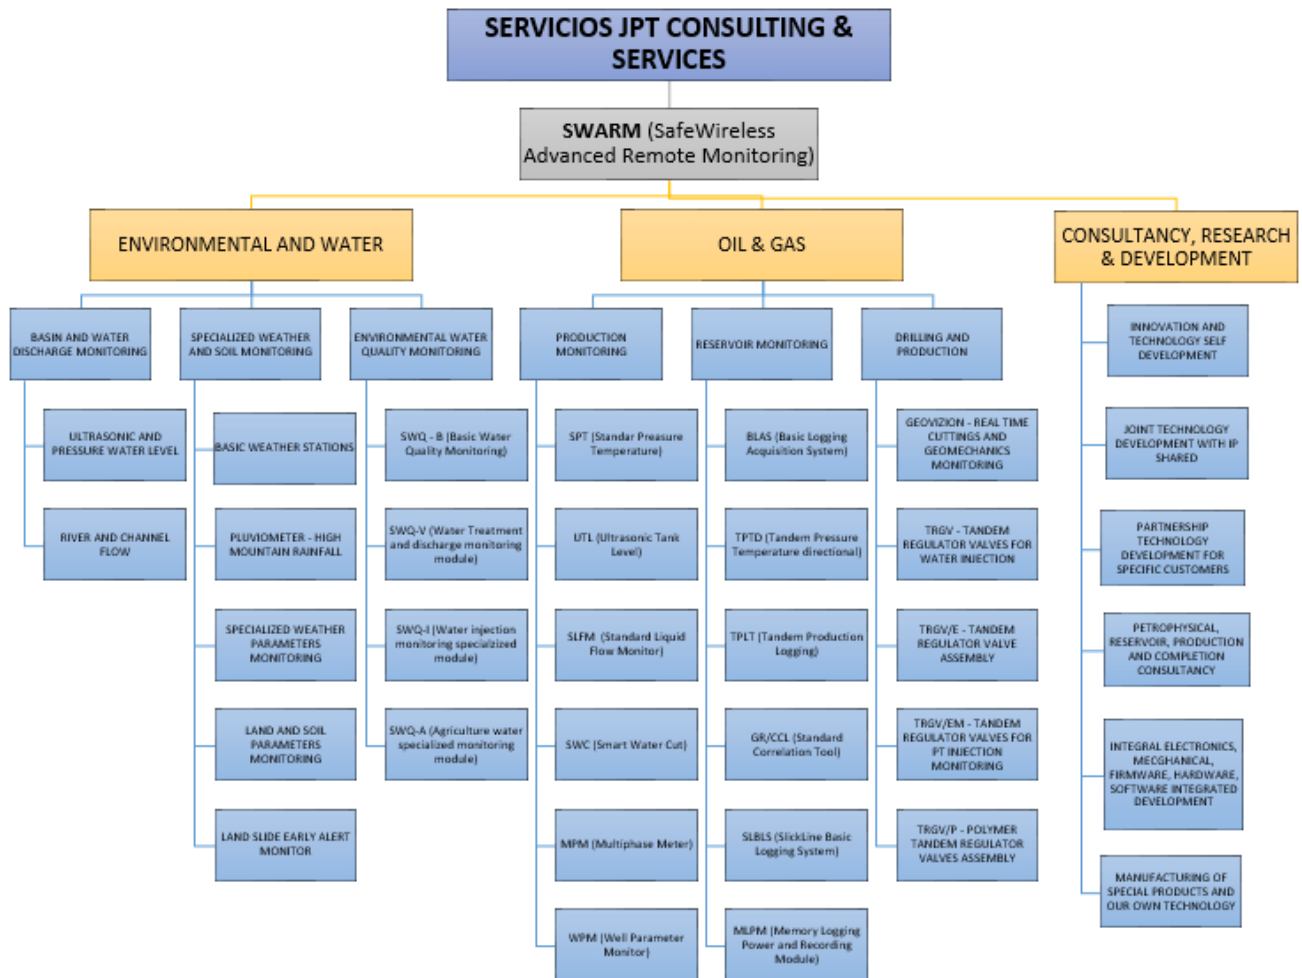 SERVICIOS JPT CONSULTING &
SERVICES
SWARM (SafeWireless
Advanced Remote Monitoring)
ENVIRONMENTAL AND WATER
OIL & GAS
CONSULTANCY, RESEARCH
& DEVELOPMENT
BASIN AND WATER
DISCHARGE MONITORING
SPECIALIZED WEATHER
AND SOIL MONITORING
ENVIRONMENTAL WATER
QUALITY MONITORING
PRODUCTION
MONITORING
RESERVOIR MONITORING
DRILLING AND
PRODUCTION
ULTRASONIC AND
PRESSURE WATER LEVEL
RIVER AND CHANNEL
FLOW
BASIC WEATHER STATIONS
PLUVIOMETER - HIGH
MOUNTAIN RAINFALL
SPECIALIZED WEATHER
PARAMETERS
MONITORING
LAND AND SOIL
PARAMETERS
MONITORING
LAND SLIDE EARLY ALERT
MONITOR
SWQ - B (Basic Water
Quality Monitoring)
SWQ-V (Water Treatment
and discharge monitoring
module)
SWQ-I (Water injection
monitoring specialzized
module)
SWQ-A (Agriculture water
specialized monitoring
module)
SPT (Standar Preasure
Temperature)
UTL (Ultrasonic Tank
Level)
SLFM (Standard Liquid
Flow Monitor)
SWC (Smart Water Cut)
MPM (Multiphase Meter)
WPM (Well Parameter
Monitor)
BLAS (Basic Logging
Acquisition System)
TPTD (Tandem Pressure
Temperature directional)
TPLT (Tandem Production
Logging)
GR/CCL (Standard
Correlation Tool)
SLBLS (SlickLine Basic
Logging System)
MLPM (Memory Logging
Power and Recording
Module)
GEOVIZION - REAL TIME
CUTTINGS AND
GEOMECHANICS
MONITORING
TRGV - TANDEM
REGULATOR VALVES FOR
WATER INJECTION
TRGV/E - TANDEM
REGULATOR VALVE
ASSEMBLY
TRGV/EM - TANDEM
REGULATOR VALVES FOR
PT INJECTION
MONITORING
TRGV/P - POLYMER
TANDEM REGULATOR
VALVES ASSEMBLY
INNOVATION AND
TECHNOLOGY SELF
DEVELOPMENT
JOINT TECHNOLOGY
DEVELOPMENT WITH IP
SHARED
PARTNERSHIP
TECHNOLOGY
DEVELOPMENT FOR
SPECIFIC CUSTOMERS
PETROPHYSICAL,
RESERVOIR, PRODUCTION
AND COMPLETION
CONSULTANCY
INTEGRAL ELECTRONICS,
MECGHANICAL,
FIRMWARE, HARDWARE,
SOFTWARE INTEGRATED
DEVELOPMENT
MANUFACTURING OF
SPECIAL PRODUCTS AND
OUR OWN TECHNOLOGY